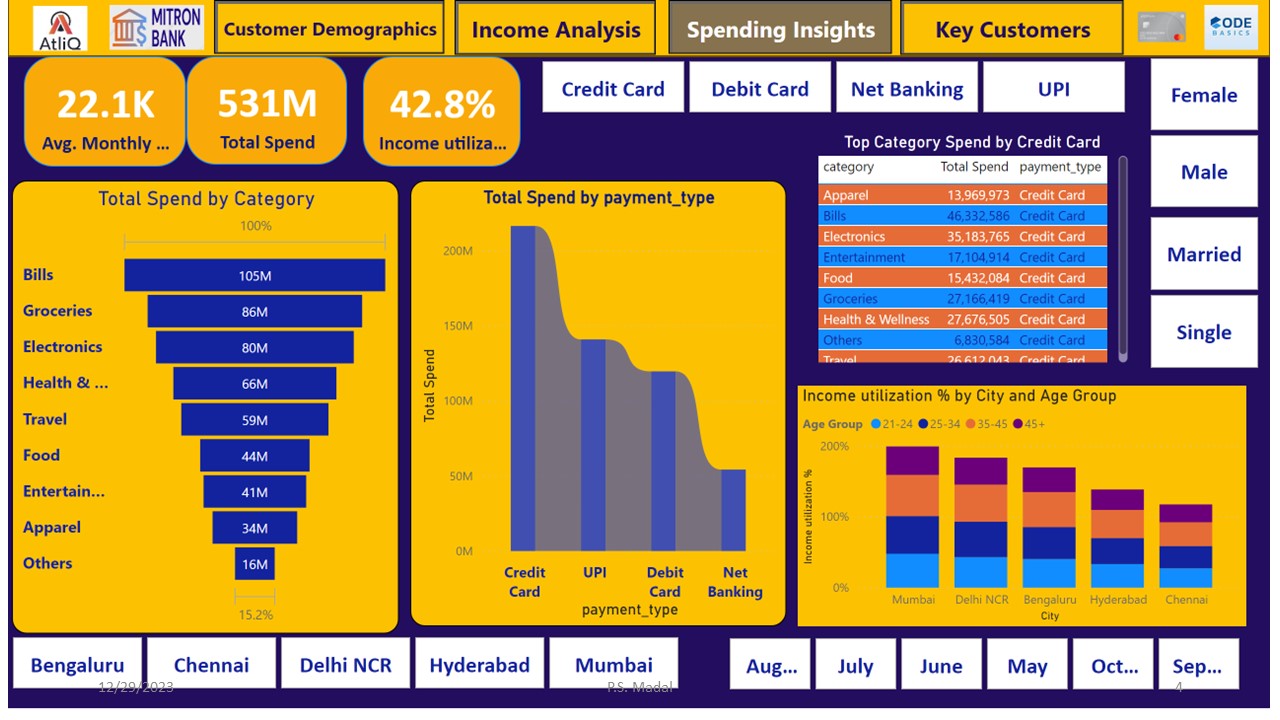 AtliQ
MITRON
BANK
Customer Demographics
Income Analysis
Spending Insights
Key Customers
CODE
BASICS
22.1K
Avg. Monthly ...
531M
Total Spend
42.8%
Income utiliza...
Credit Card
Debit Card
Net Banking
UPI
Female
Male
Married
Single
Total Spend by Category
100%
Bills 105M
Groceries 86M
Electronics 80M
Health & ... 66M
Travel 59M
Food 44M
Entertain... 41M
Apparel 34M
Others 16M
15.2%
Total Spend by payment_type
Total Spend
200M
150M
100M
50M
0M
Credit
Card
UPI
Debit
Card
Net
Banking
payment_type
Top Category Spend by Credit Card
category Total Spend payment_type
Apparel 13,969,973 Credit Card
Bills 46,332,586 Credit Card
Electronics 35,183,765 Credit Card
Entertainment 17,104,914 Credit Card
Food 15,432,084 Credit Card
Groceries 27,166,419 Credit Card
Health & Wellness 27,676,505 Credit Card
Others 6,830,584 Credit Card
Travel 26,612,043 Credit Card
Income utilization % by City and Age Group
Age Group 21-24 25-34 35-45 45+
Income utilization %
200%
100%
0%
Mumbai Delhi NCR Bengaluru Hyderabad Chennai
City
Bengaluru
Chennai
Delhi NCR
Hyderabad
Mumbai
Aug...
July
June
May
Oct...
Sep...
12/29/2023
P.S. Madal
4